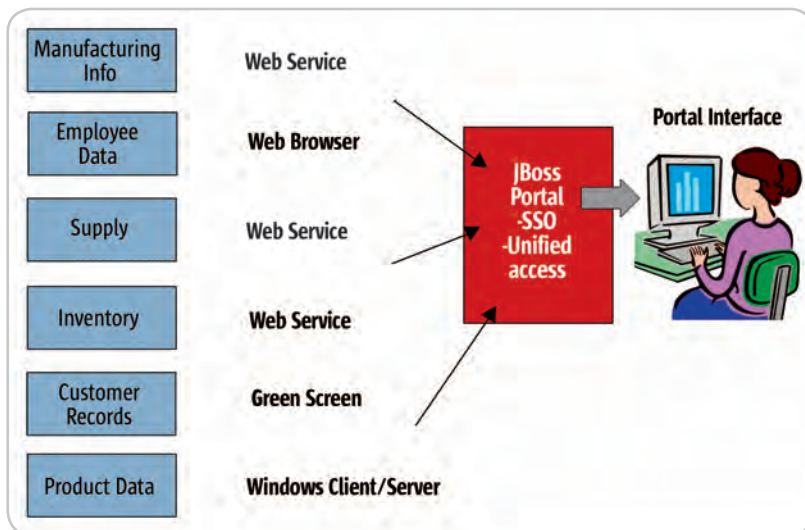 Manufacturing
Info
Web Service
Employee
Data
Web Browser
Supply
Web Service
Inventory
Web Service
Customer
Records
Green Screen
Product Data
Windows Client/Server
JBoss
Portal
-SSO
-Unified
access
Portal Interface